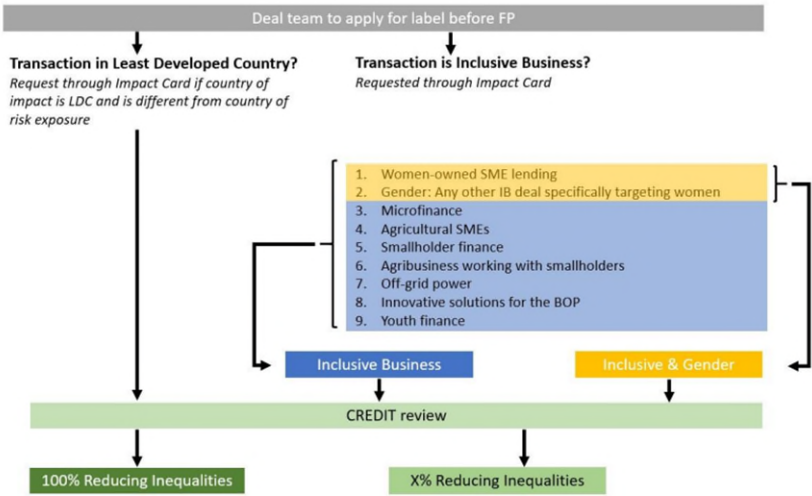 Deal team to apply for label before FP
Transaction in Least Developed Country?
Request through Impact Card if country of
impact is LDC and is different from country of
risk exposure
Transaction is Inclusive Business?
Requested through Impact Card
1. Women-owned SME lending
2. Gender: Any other IB deal specifically targeting women
3. Microfinance
4. Agricultural SMEs
5. Smallholder finance
6. Agribusiness working with smallholders
7. Off-grid power
8. Innovative solutions for the BOP
9. Youth finance
Inclusive Business
Inclusive & Gender
CREDIT review
100% Reducing Inequalities
X% Reducing Inequalities